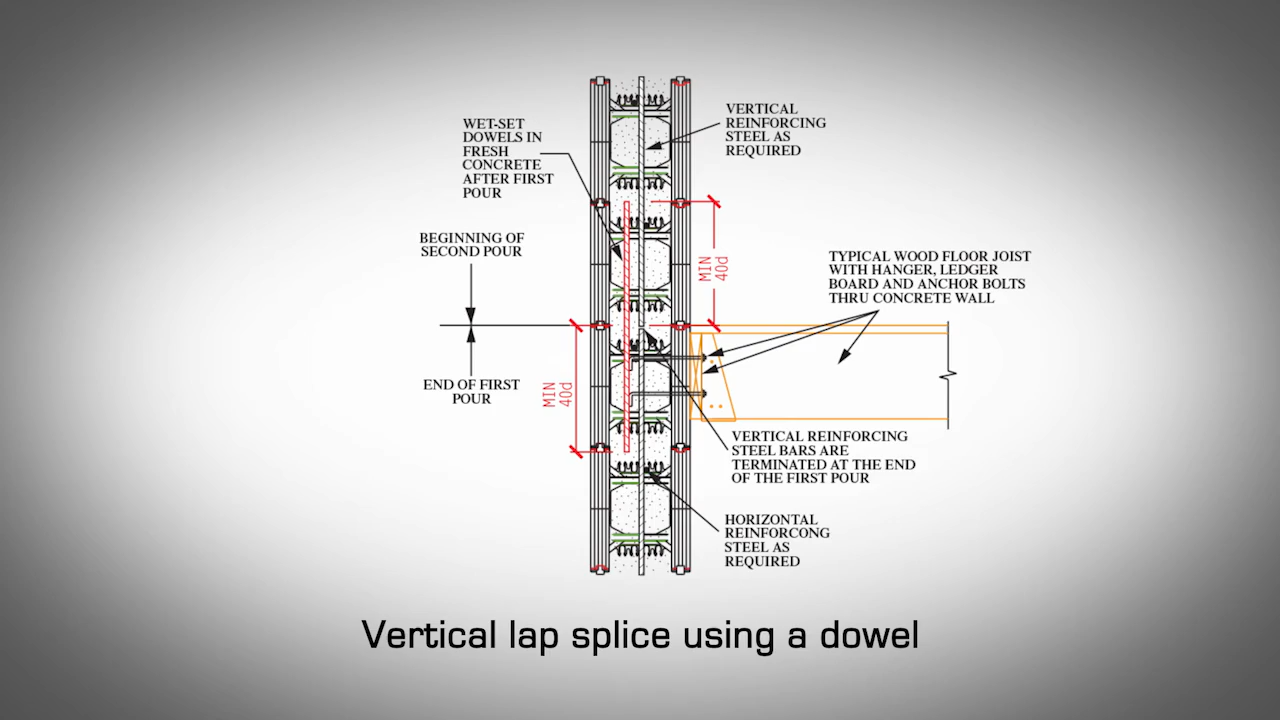 VERTICAL
REINFORCING
STEEL AS
REQUIRED
WET-SET
DOWELS IN
FRESH
CONCRETE
AFTER FIRST
POUR
BEGINNING OF
SECOND POUR
MIN
40d
TYPICAL WOOD FLOOR JOIST
WITH HANGER, LEDGER
BOARD AND ANCHOR BOLTS
THRU CONCRETE WALL
END OF FIRST
POUR
MIN
40d
VERTICAL REINFORCING
STEEL BARS ARE
TERMINATED AT THE END
OF THE FIRST POUR
HORIZONTAL
REINFORCONG
STEEL AS
REQUIRED
Vertical lap splice using a dowel